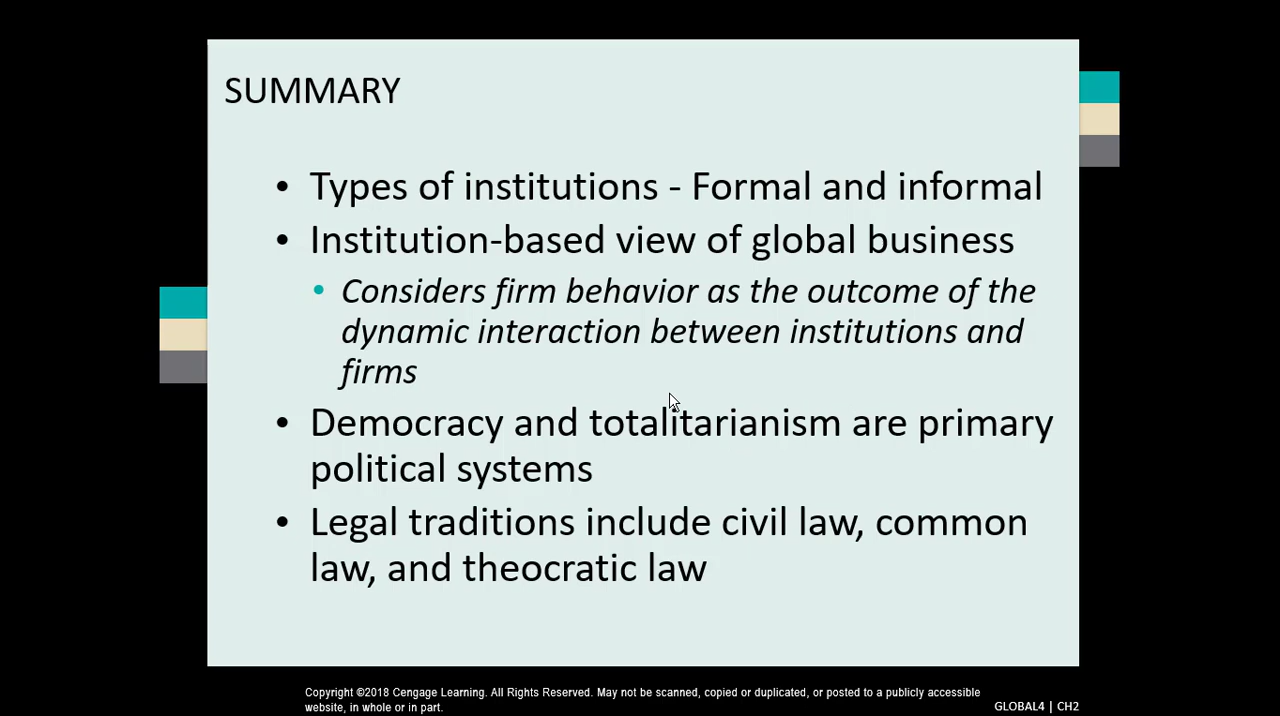 SUMMARY
• Types of institutions - Formal and informal
• Institution-based view of global business
• Considers firm behavior as the outcome of the
dynamic interaction between institutions and
firms
• Democracy and totalitarianism are primary
political systems
• Legal traditions include civil law, common
law, and theocratic law
Copyright ©2018 Cengage Learning. All Rights Reserved. May not be scanned, copied or duplicated, or posted to a publicly accessible
website, in whole or in part.
GLOBAL4 | CH2